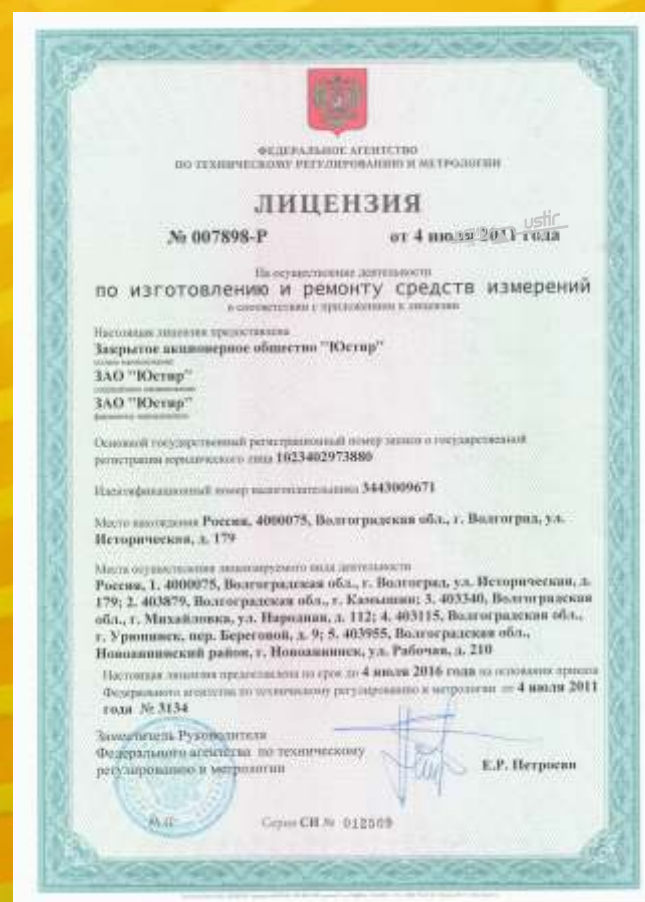 ФЕДЕРАЛЬНОЕ АГЕНТСТВО
ПО ТЕХНИЧЕСКОМУ РЕГУЛИРОВАНИЮ И МЕТРОЛОГИИ
ЛИЦЕНЗИЯ
№ 007898-Р от 4 июля 2011 года
ustir
На осуществление деятельности
по изготовлению и ремонту средств измерений
в соответствии с приложением к лицензии
Настоящая лицензия предоставлена
Закрытое акционерное общество "Юстир"
полное наименование
ЗАО "Юстир"
сокращенное наименование
ЗАО "Юстир"
фирменное наименование
Основной государственный регистрационный номер записи о государственной
регистрации юридического лица 1023402973880
Идентификационный номер налогоплательщика 3443009671
Место нахождения Россия, 4000075, Волгоградская обл., г. Волгоград, ул.
Историческая, д. 179
Места осуществления лицензируемого вида деятельности
Россия, 1. 4000075, Волгоградская обл., г. Волгоград, ул. Историческая, д.
179; 2. 403879, Волгоградская обл., г. Камышин; 3. 403340, Волгоградская
обл., г. Михайловка, ул. Народная, д. 112; 4. 403115, Волгоградская обл.,
г. Урюпинск, пер. Береговой, д. 9; 5. 403955, Волгоградская обл.,
Новоаннинский район, г. Новоаннинск, ул. Рабочая, д. 210
Настоящая лицензия предоставлена на срок до 4 июля 2016 года на основании приказа
Федерального агентства по техническому регулированию и метрологии от 4 июля 2011
года № 3134
Заместитель Руководителя
Федерального агентства по техническому
регулированию и метрологии
Е.Р. Петросян
М.П.
Серия СИ № 012509